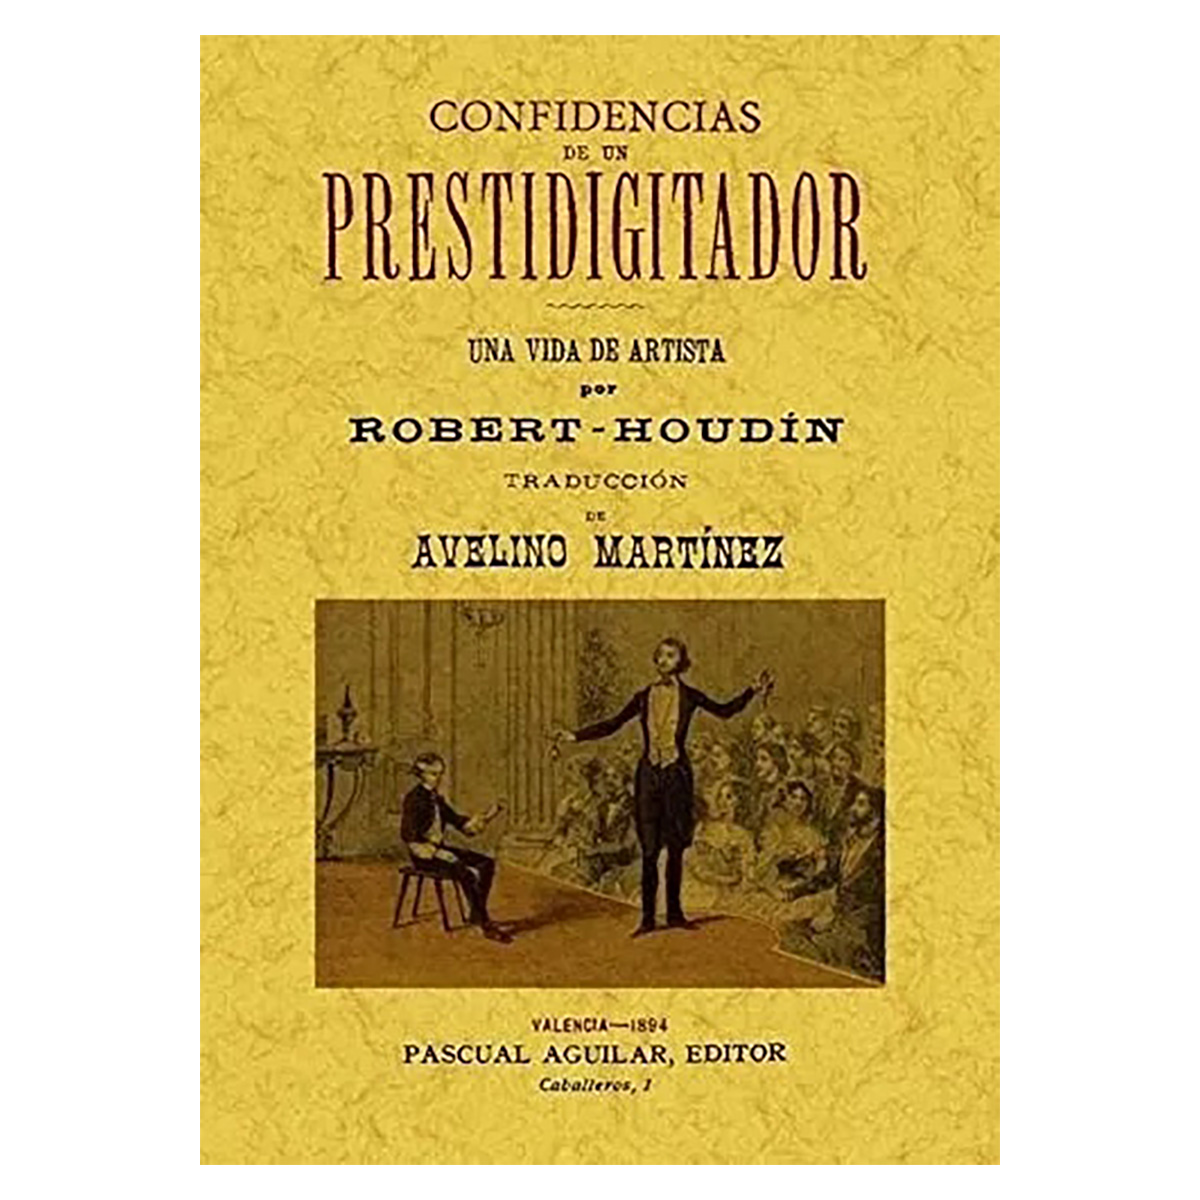 CONFIDENCIAS
DE UN
PRESTIDIGITADOR
UNA VIDA DE ARTISTA
por
ROBERT-HOUDÍN
TRADUCCIÓN
DE
AVELINO MARTÍNEZ
VALENCIA—1894
PASCUAL AGUILAR, EDITOR
Caballeros, 1